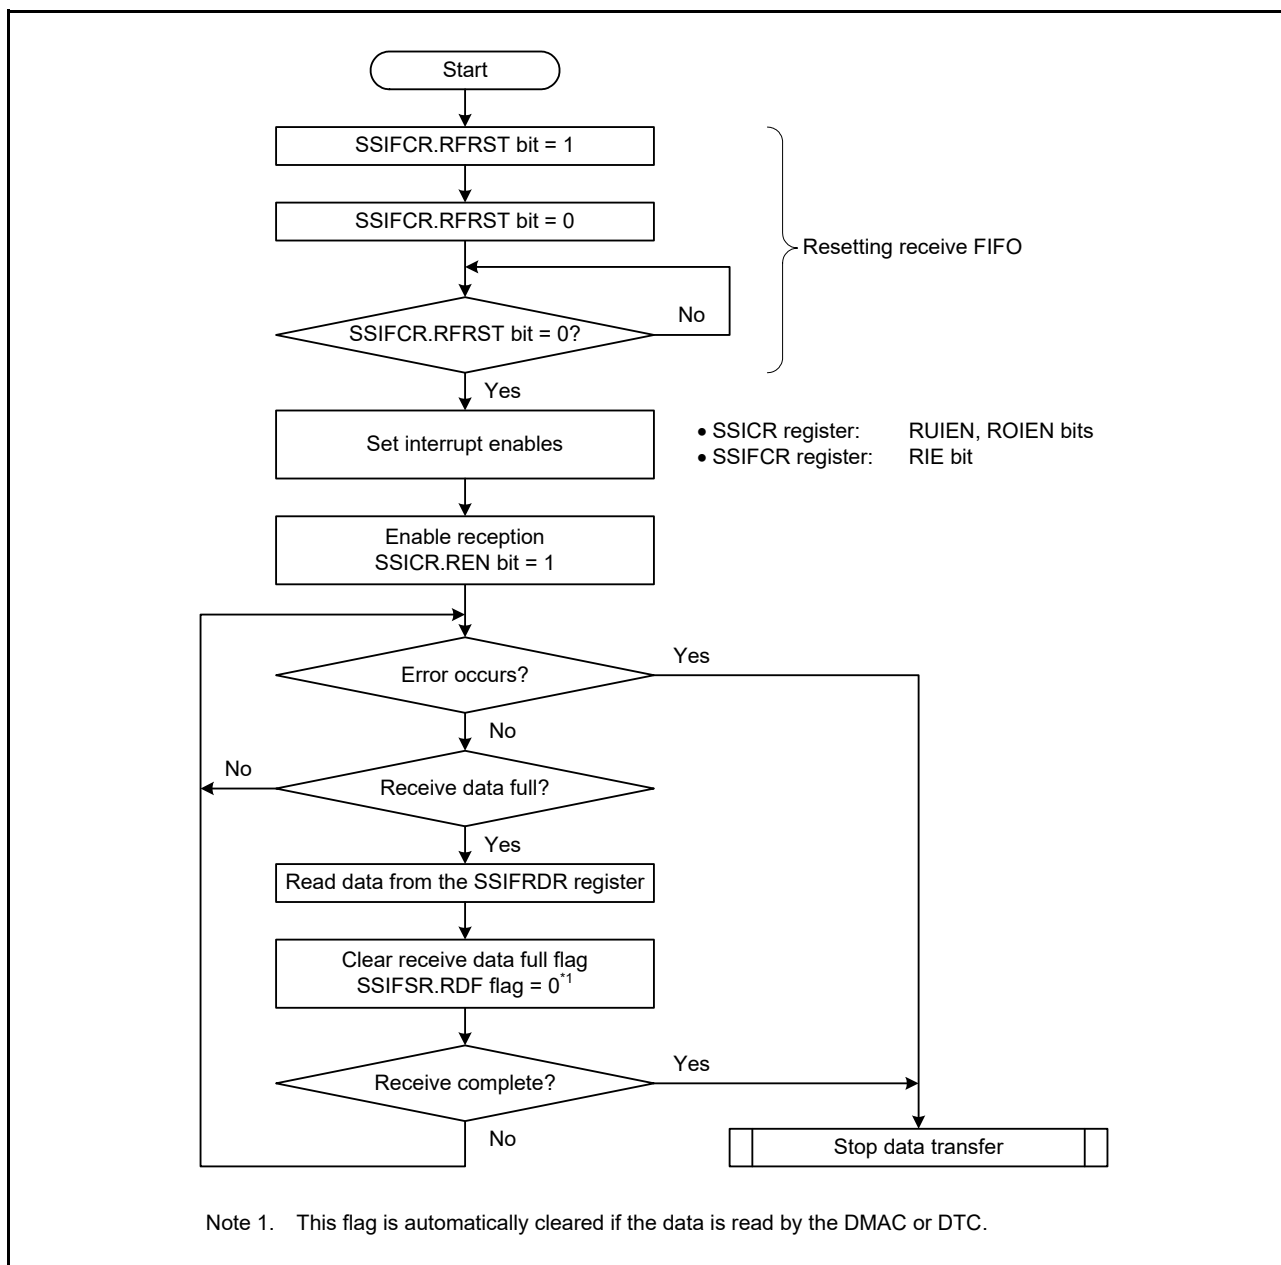 Start
SSIFCR.RFRST bit = 1
SSIFCR.RFRST bit = 0
Resetting receive FIFO
No
SSIFCR.RFRST bit = 0?
Yes
Set interrupt enables
• SSICR register: RUIEN, ROIEN bits
• SSIFCR register: RIE bit
Enable reception
SSICR.REN bit = 1
Yes
Error occurs?
No
No
Receive data full?
Yes
Read data from the SSIFRDR register
Clear receive data full flag
SSIFSR.RDF flag = 0*1
Yes
Receive complete?
No
Stop data transfer
Note 1. This flag is automatically cleared if the data is read by the DMAC or DTC.